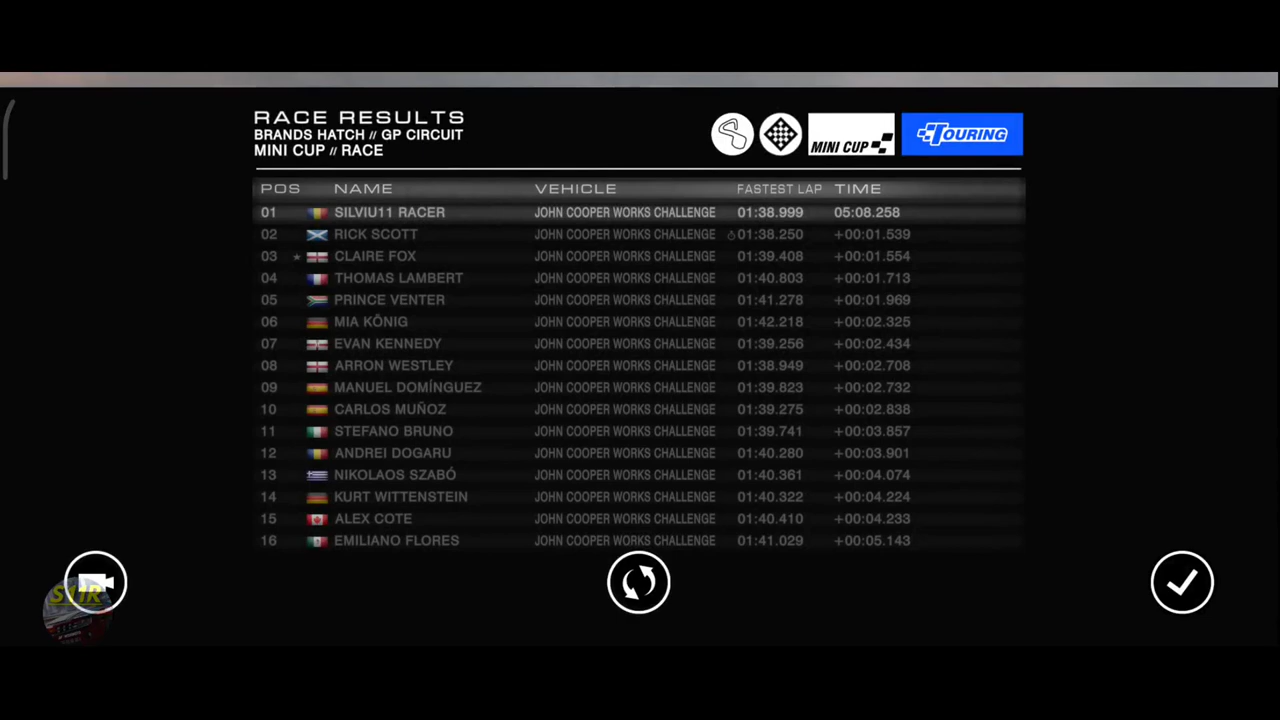 RACE RESULTS
BRANDS HATCH // GP CIRCUIT
MINI CUP // RACE
MINI CUP
TOURING
POS NAME VEHICLE FASTEST LAP TIME
01 SILVIU11 RACER JOHN COOPER WORKS CHALLENGE 01:38.999 05:08.258
02 RICK SCOTT JOHN COOPER WORKS CHALLENGE 01:38.250 +00:01.539
03 CLAIRE FOX JOHN COOPER WORKS CHALLENGE 01:39.408 +00:01.554
04 THOMAS LAMBERT JOHN COOPER WORKS CHALLENGE 01:40.803 +00:01.713
05 PRINCE VENTER JOHN COOPER WORKS CHALLENGE 01:41.278 +00:01.969
06 MIA KÖNIG JOHN COOPER WORKS CHALLENGE 01:42.218 +00:02.325
07 EVAN KENNEDY JOHN COOPER WORKS CHALLENGE 01:39.256 +00:02.434
08 ARRON WESTLEY JOHN COOPER WORKS CHALLENGE 01:38.949 +00:02.708
09 MANUEL DOMÍNGUEZ JOHN COOPER WORKS CHALLENGE 01:39.823 +00:02.732
10 CARLOS MUÑOZ JOHN COOPER WORKS CHALLENGE 01:39.275 +00:02.838
11 STEFANO BRUNO JOHN COOPER WORKS CHALLENGE 01:39.741 +00:03.857
12 ANDREI DOGARU JOHN COOPER WORKS CHALLENGE 01:40.280 +00:03.901
13 NIKOLAOS SZABÓ JOHN COOPER WORKS CHALLENGE 01:40.361 +00:04.074
14 KURT WITTENSTEIN JOHN COOPER WORKS CHALLENGE 01:40.322 +00:04.224
15 ALEX COTE JOHN COOPER WORKS CHALLENGE 01:40.410 +00:04.233
16 EMILIANO FLORES JOHN COOPER WORKS CHALLENGE 01:41.029 +00:05.143
S11R